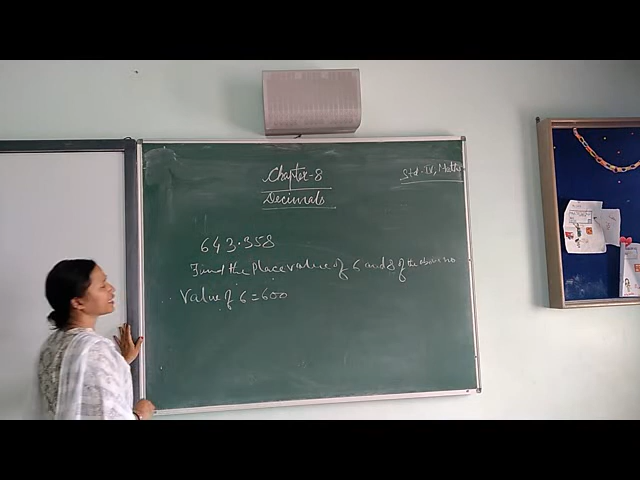 Chapter-8
Std. IV, Maths
Decimals
643.358
Find the Place value of 6 and 8 of the above no
Value of 6 = 600